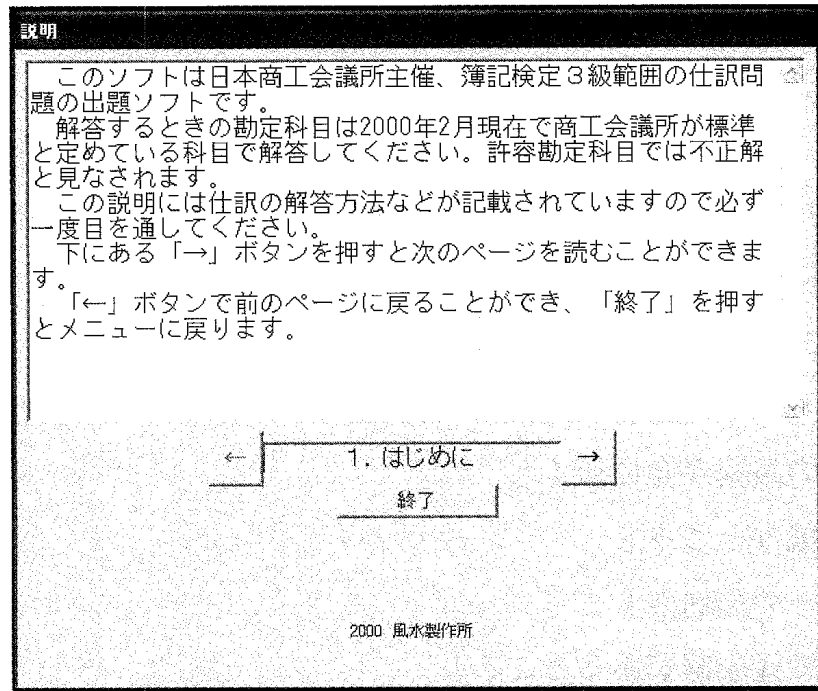 説明
　このソフトは日本商工会議所主催、簿記検定３級範囲の仕訳問
題の出題ソフトです。
　解答するときの勘定科目は2000年2月現在で商工会議所が標準
と定めている科目で解答してください。許容勘定科目では不正解
と見なされます。
　この説明には仕訳の解答方法などが記載されていますので必ず
一度目を通してください。
　下にある「→」ボタンを押すと次のページを読むことができま
す。
　「←」ボタンで前のページに戻ることができ、「終了」を押す
とメニューに戻ります。
← 1. はじめに →
終了
2000 風水製作所